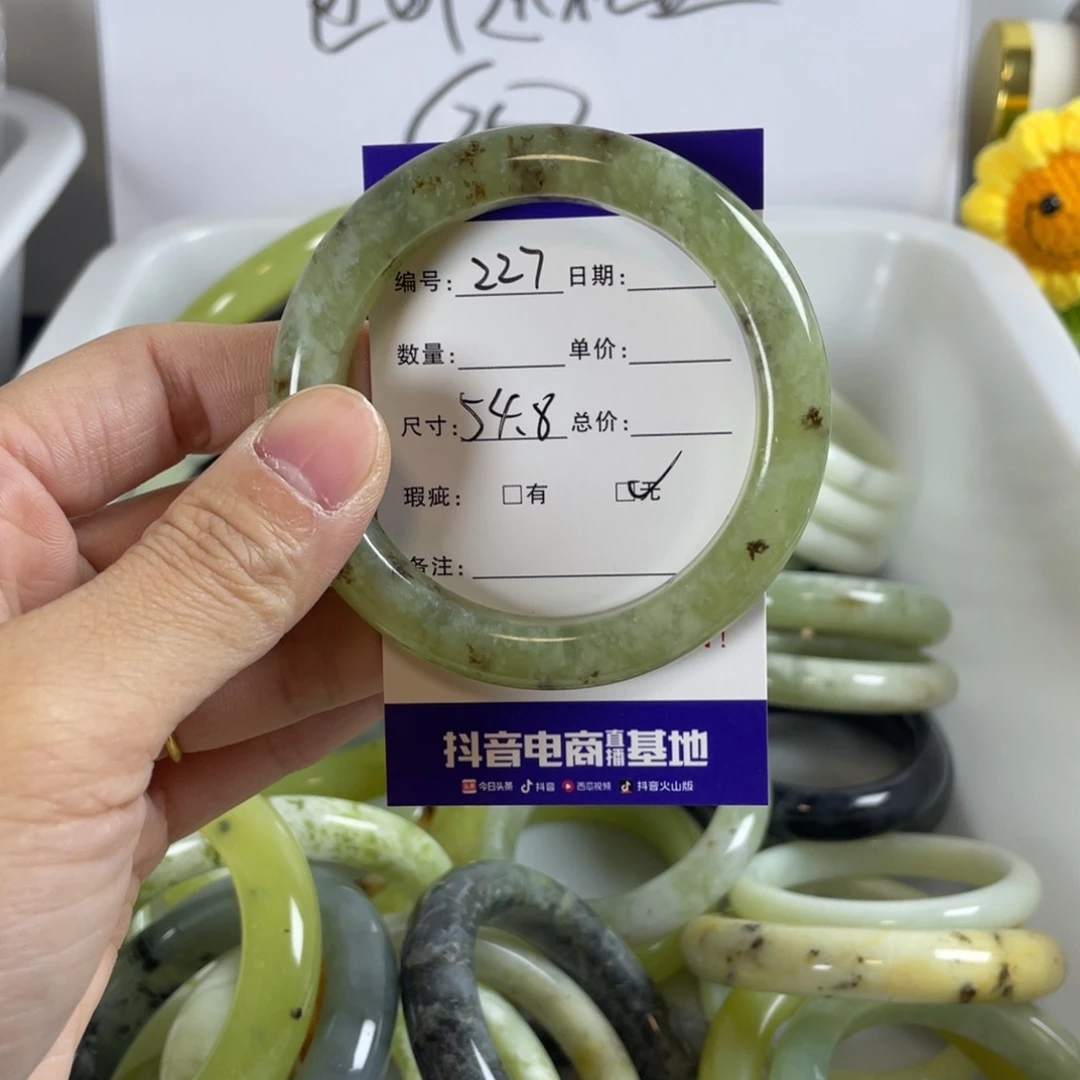 编号: 227 日期:
数量: 单价:
尺寸: 54.8 总价:
瑕疵: □有 □无
备注:
!
抖音电商直播基地
头条 今日头条 抖音 西瓜视频 抖音火山版